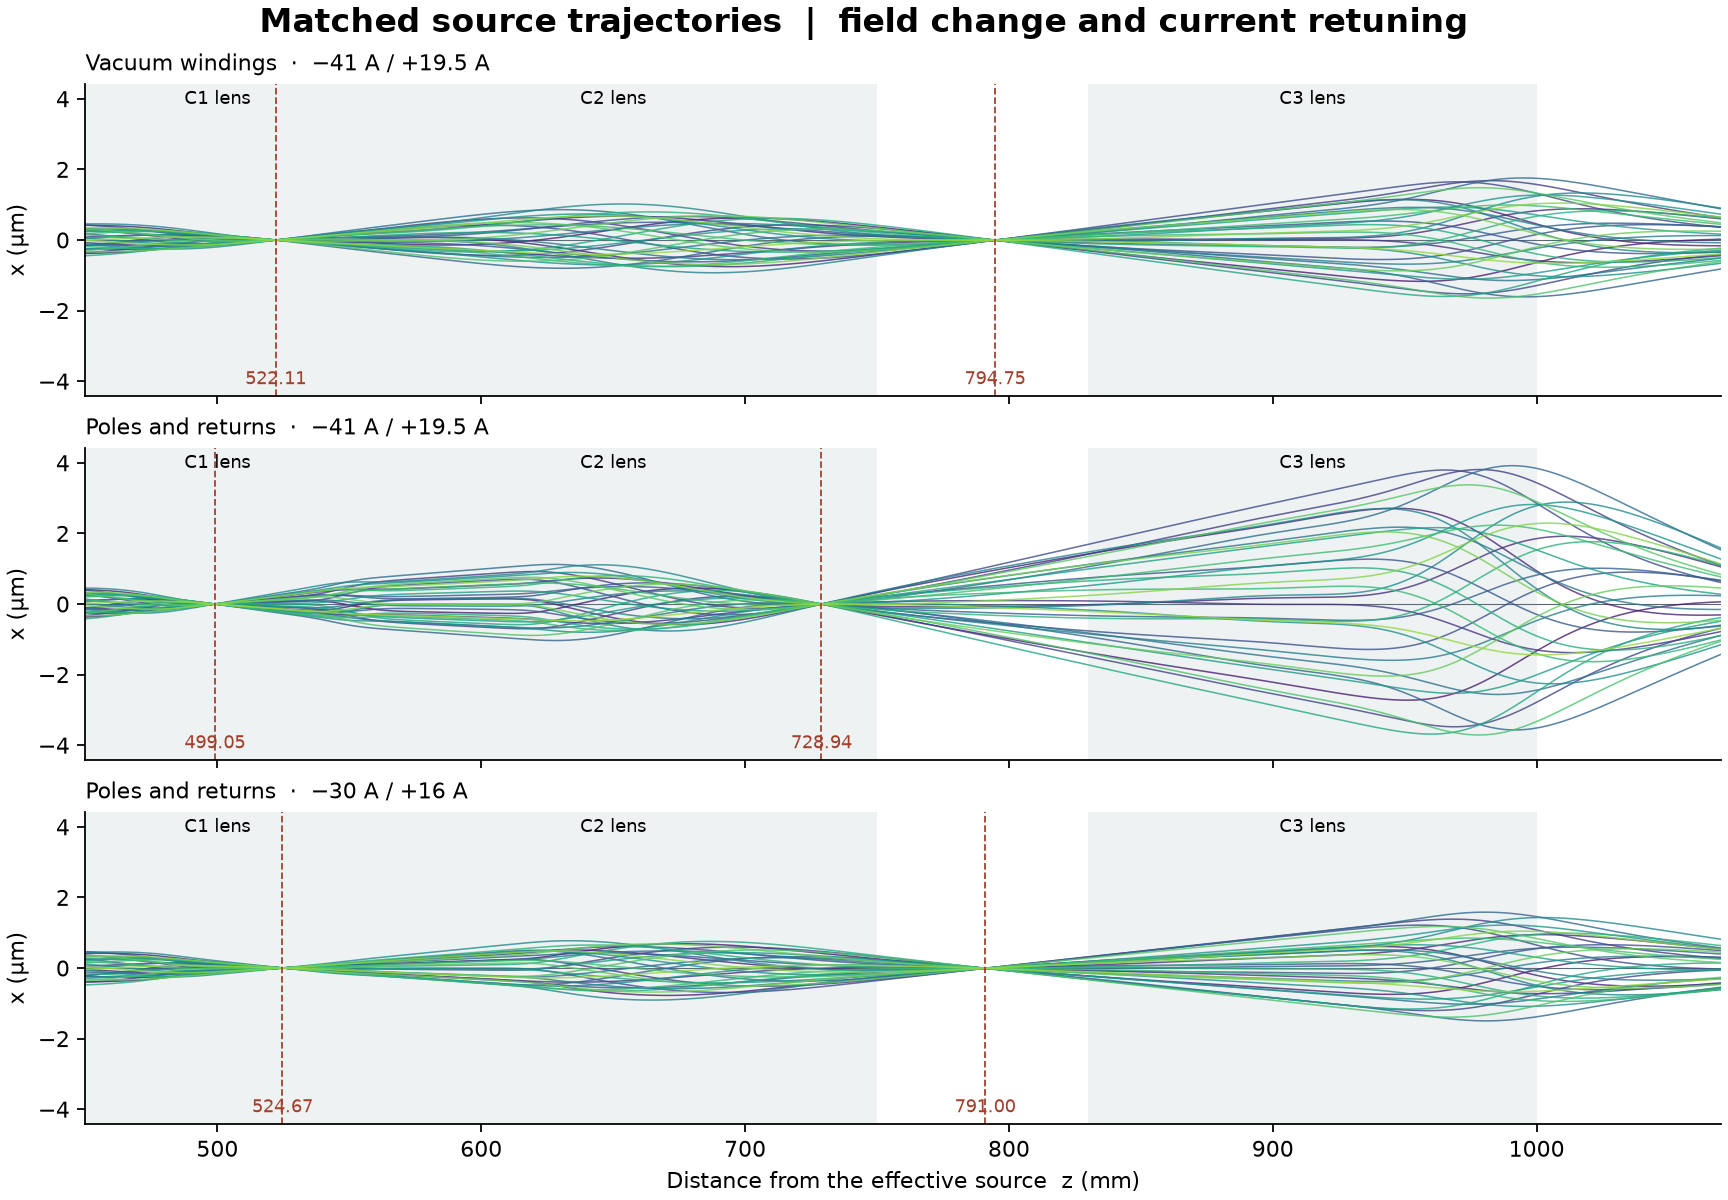 Matched source trajectories | field change and current retuning
Vacuum windings · −41 A / +19.5 A
C1 lens
C2 lens
C3 lens
4
2
0
−2
−4
x (µm)
522.11
794.75
Poles and returns · −41 A / +19.5 A
C1 lens
C2 lens
C3 lens
4
2
0
−2
−4
x (µm)
499.05
728.94
Poles and returns · −30 A / +16 A
C1 lens
C2 lens
C3 lens
4
2
0
−2
−4
x (µm)
524.67
791.00
500
600
700
800
900
1000
Distance from the effective source z (mm)